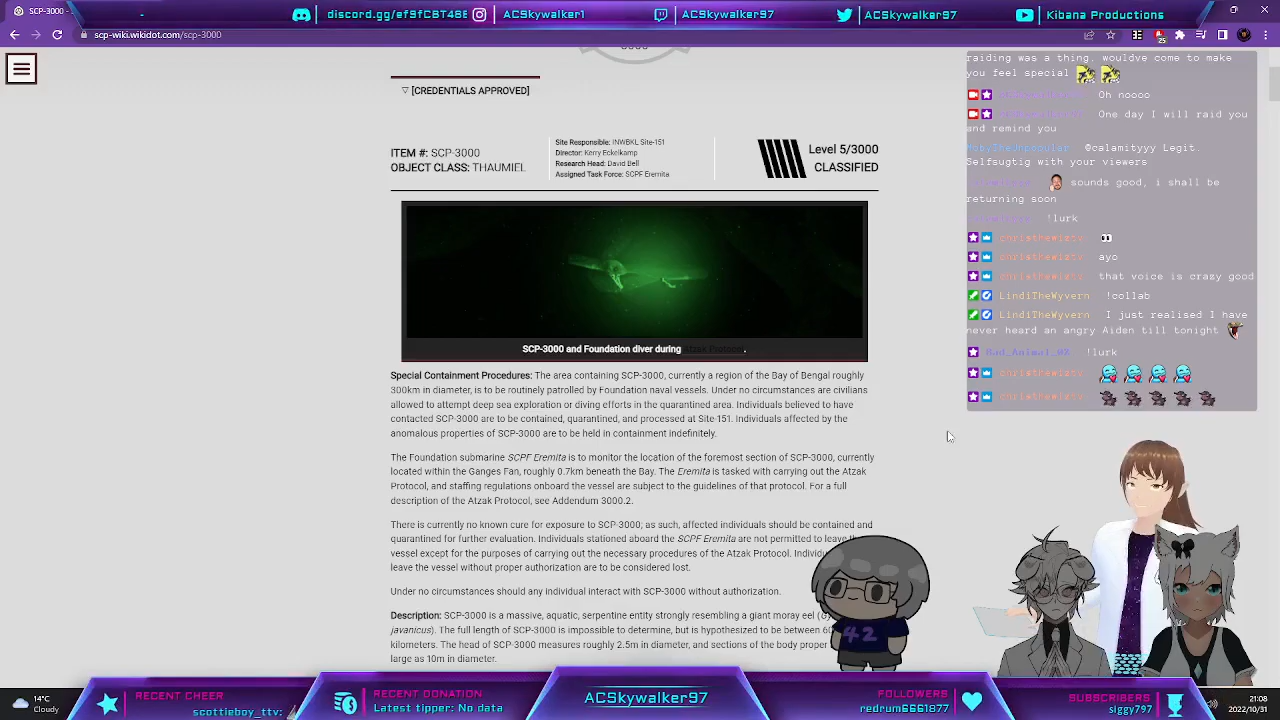 SCP-3000 -
discord.gg/ef9fCBT486
ACSkywalker1
ACSkywalker97
ACSkywalker97
Kibana Productions
scp-wiki.wikidot.com/scp-3000
▽ [CREDENTIALS APPROVED]
ITEM #: SCP-3000
OBJECT CLASS: THAUMIEL
Site Responsible: INWBKL Site-151
Director: Kerry Eckelkamp
Research Head: David Bell
Assigned Task Force: SCPF Eremita
Level 5/3000
CLASSIFIED
SCP-3000 and Foundation diver during Atzak Protocol.
Special Containment Procedures: The area containing SCP-3000, currently a region of the Bay of Bengal roughly
300km in diameter, is to be routinely patrolled by Foundation naval vessels. Under no circumstances are civilians
allowed to attempt deep sea exploration or diving efforts in the quarantined area. Individuals believed to have
contacted SCP-3000 are to be contained, quarantined, and processed at Site-151. Individuals affected by the
anomalous properties of SCP-3000 are to be held in containment indefinitely.
The Foundation submarine SCPF Eremita is to monitor the location of the foremost section of SCP-3000, currently
located within the Ganges Fan, roughly 0.7km beneath the Bay. The Eremita is tasked with carrying out the Atzak
Protocol, and staffing regulations onboard the vessel are subject to the guidelines of that protocol. For a full
description of the Atzak Protocol, see Addendum 3000.2.
There is currently no known cure for exposure to SCP-3000; as such, affected individuals should be contained and
quarantined for further evaluation. Individuals stationed aboard the SCPF Eremita are not permitted to leave
vessel except for the purposes of carrying out the necessary procedures of the Atzak Protocol.
leave the vessel without proper authorization are to be considered lost.
Under no circumstances should any individual interact with SCP-3000 without authorization.
Description: SCP-3000 is a massive, aquatic, serpentine entity strongly resembling a giant moray eel
javanicus). The full length of SCP-3000 is impossible to determine, but is hypothesized to be between
kilometers. The head of SCP-3000 measures roughly 2.5m in diameter, and sections of the body proper
large as 10m in diameter.
raiding was a thing. wouldve come to make
you feel special
Oh noooo
One day I will raid you
and remind you
MobyTheUnpopular @calamityyy Legit.
Selfsugtig with your viewers
sounds good, i shall be
returning soon
!lurk
christhewiztv
christhewiztv ayo
christhewiztv that voice is crazy good
LindiTheWyvern !collab
LindiTheWyvern I just realised I have
never heard an angry Aiden till tonight
Mad_Animal_ZX !lurk
christhewiztv
christhewiztv
42
14°C
Cloudy
RECENT CHEER
scottieboy_ttv:
RECENT DONATION
Latest tipper: No data
ACSkywalker97
FOLLOWERS
redrum6661877
SUBSCRIBERS
siggy797
21:03
2022/10/31